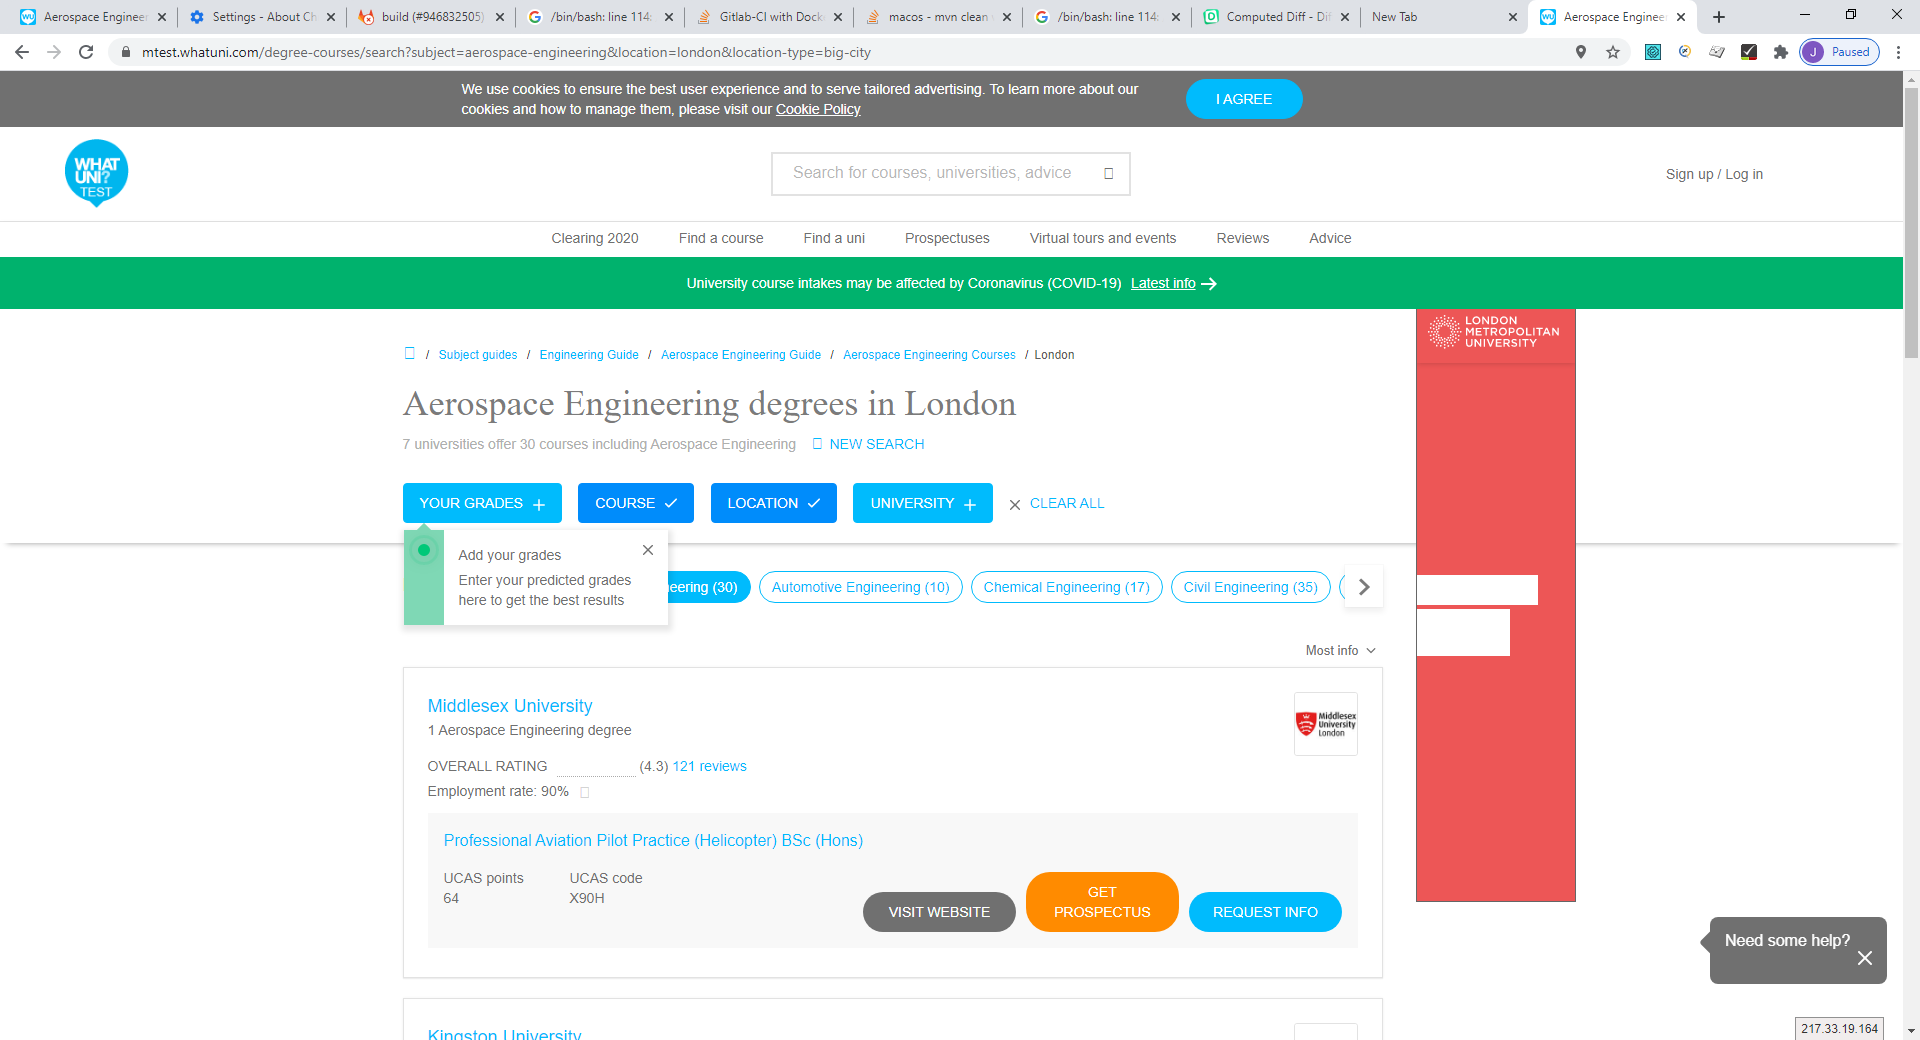 Aerospace Engineer
Settings - About Ch
build (#946832505)
/bin/bash: line 114:
Gitlab-CI with Dock
macos - mvn clean
/bin/bash: line 114:
Computed Diff - Dif
New Tab
Aerospace Enginee
mtest.whatuni.com/degree-courses/search?subject=aerospace-engineering&location=london&location-type=big-city
J Paused
We use cookies to ensure the best user experience and to serve tailored advertising. To learn more about our
cookies and how to manage them, please visit our Cookie Policy
I AGREE
WHAT
UNI?
TEST
Search for courses, universities, advice
Sign up / Log in
Clearing 2020 Find a course Find a uni Prospectuses Virtual tours and events Reviews Advice
University course intakes may be affected by Coronavirus (COVID-19) Latest info
LONDON
METROPOLITAN
UNIVERSITY
/ Subject guides / Engineering Guide / Aerospace Engineering Guide / Aerospace Engineering Courses / London
Aerospace Engineering degrees in London
7 universities offer 30 courses including Aerospace Engineering NEW SEARCH
YOUR GRADES COURSE LOCATION UNIVERSITY CLEAR ALL
Add your grades
Enter your predicted grades
here to get the best results
neering (30) Automotive Engineering (10) Chemical Engineering (17) Civil Engineering (35)
Most info
Middlesex University
1 Aerospace Engineering degree
Middlesex
University
London
OVERALL RATING (4.3) 121 reviews
Employment rate: 90%
Professional Aviation Pilot Practice (Helicopter) BSc (Hons)
UCAS points UCAS code
64 X90H
VISIT WEBSITE
GET
PROSPECTUS
REQUEST INFO
Need some help?
Kingston University
217.33.19.164